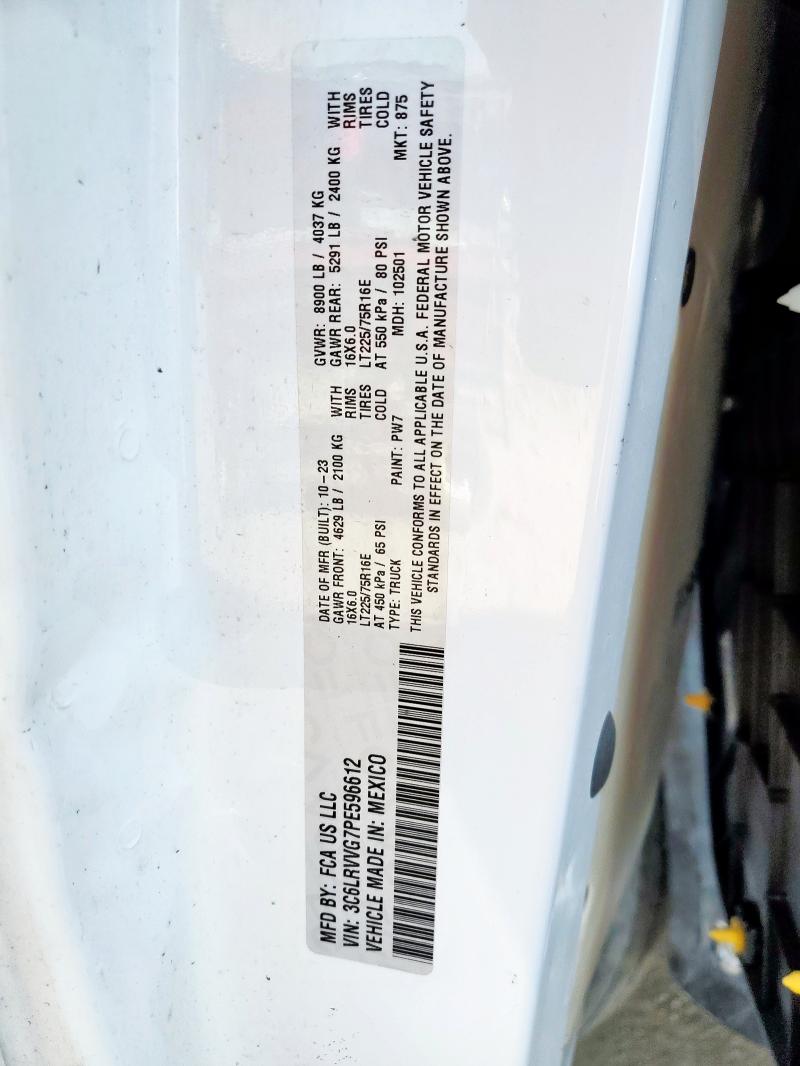 MFD BY: FCA US LLC
VIN: 3C6LRVVG7PE596612
VEHICLE MADE IN: MEXICO
DATE OF MFR (BUILT): 10-23 GVWR: 8900 LB / 4037 KG
GAWR FRONT: 4629 LB / 2100 KG WITH GAWR REAR: 5291 LB / 2400 KG WITH
16X6.0 RIMS 16X6.0 RIMS
LT225/75R16E TIRES LT225/75R16E TIRES
AT 450 kPa / 65 PSI COLD AT 550 kPa / 80 PSI COLD
TYPE: TRUCK PAINT: PW7 MDH: 102501 MKT: 875
THIS VEHICLE CONFORMS TO ALL APPLICABLE U.S.A. FEDERAL MOTOR VEHICLE SAFETY
STANDARDS IN EFFECT ON THE DATE OF MANUFACTURE SHOWN ABOVE.